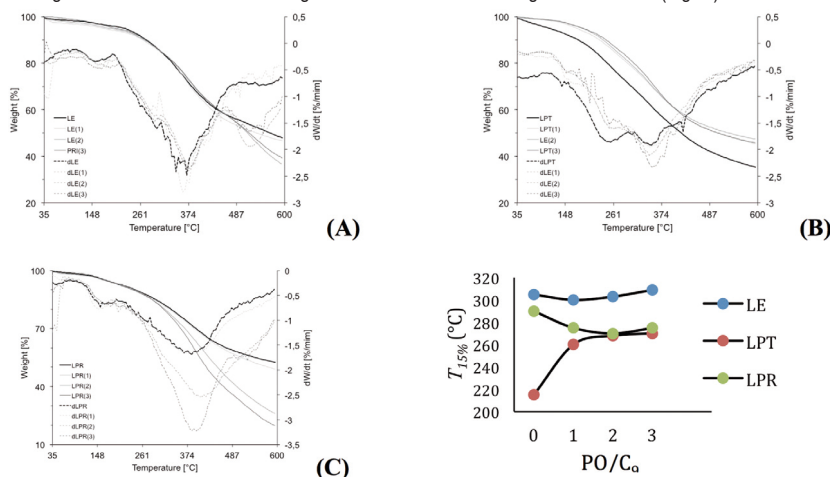 100
80
60
40
20
Weight [%]
0,5
0
-0,5
-1
-1,5
-2
-2,5
-3
dW/dt [%/mim]
LE
LE(1)
LE(2)
PRI(3)
dLE
dLE(1)
dLE(2)
dLE(3)
35 148 261 374 487 600
Temperature [°C]
(A)
100
80
60
40
20
Weight [%]
0,5
0
-0,5
-1
-1,5
-2
-2,5
-3
dW/dt [%/mim]
LPT
LPT(1)
LE(2)
LPT(3)
dLPT
dLE(1)
dLE(2)
dLE(3)
35 148 261 374 487 600
Temperature [°C]
(B)
100
70
40
10
Weight [%]
0
-0,5
-1
-1,5
-2
-2,5
-3
-3,5
dW/dt [%/mim]
LPR
LPR(1)
LPR(2)
LPR(3)
dLPR
dLPR(1)
dLPR(2)
dLPR(3)
35 148 261 374 487 600
Temperature [°C]
(C)
320
300
280
260
240
220
200
T15% (°C)
0 1 2 3
PO/C9
LE
LPT
LPR